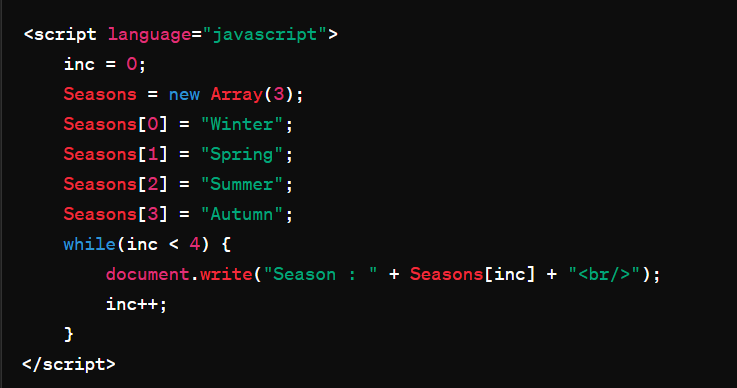 <script language="javascript">
    inc = 0;
    Seasons = new Array(3);
    Seasons[0] = "Winter";
    Seasons[1] = "Spring";
    Seasons[2] = "Summer";
    Seasons[3] = "Autumn";
    while(inc < 4) {
        document.write("Season : " + Seasons[inc] + "<br/>");
        inc++;
    }
</script>